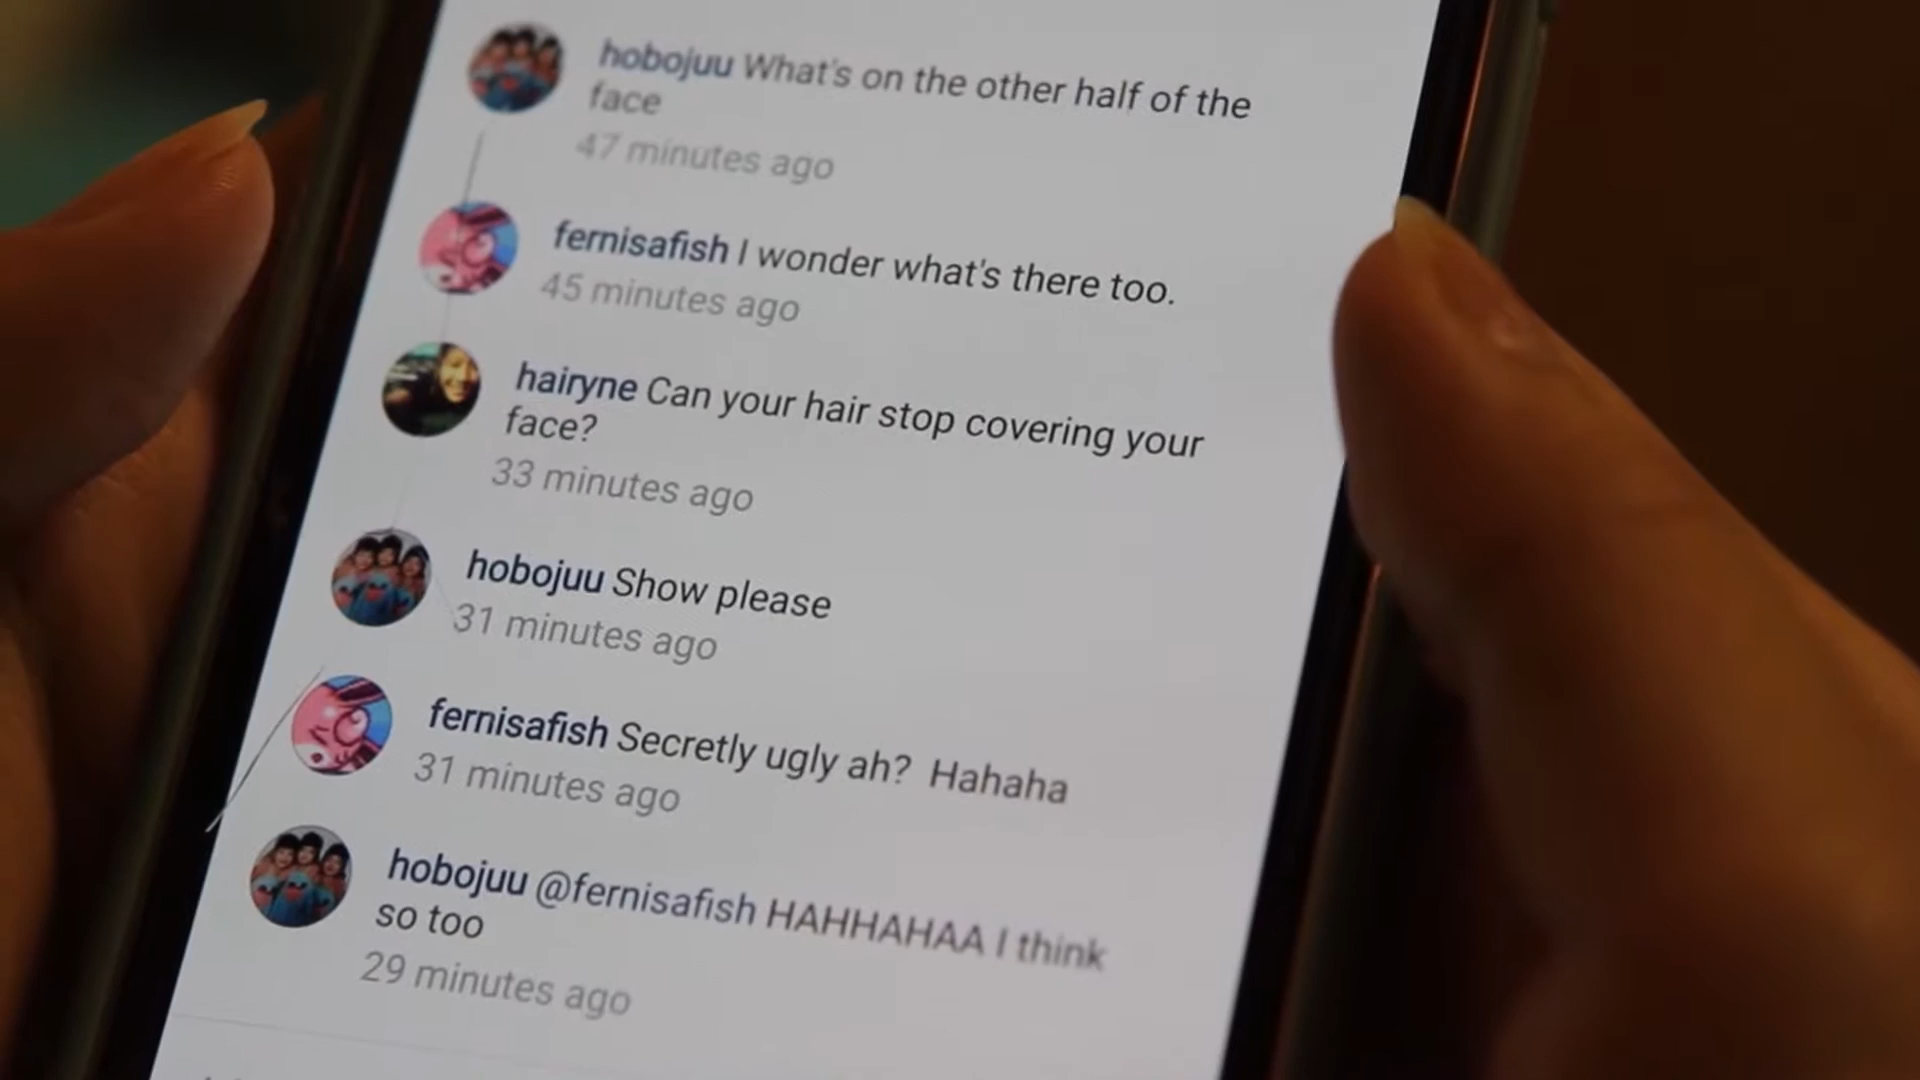 hobojuu What's on the other half of the
face
47 minutes ago
fernisafish I wonder what's there too.
45 minutes ago
hairyne Can your hair stop covering your
face?
33 minutes ago
hobojuu Show please
31 minutes ago
fernisafish Secretly ugly ah? Hahaha
31 minutes ago
hobojuu @fernisafish HAHHAHAA I think
so too
29 minutes ago